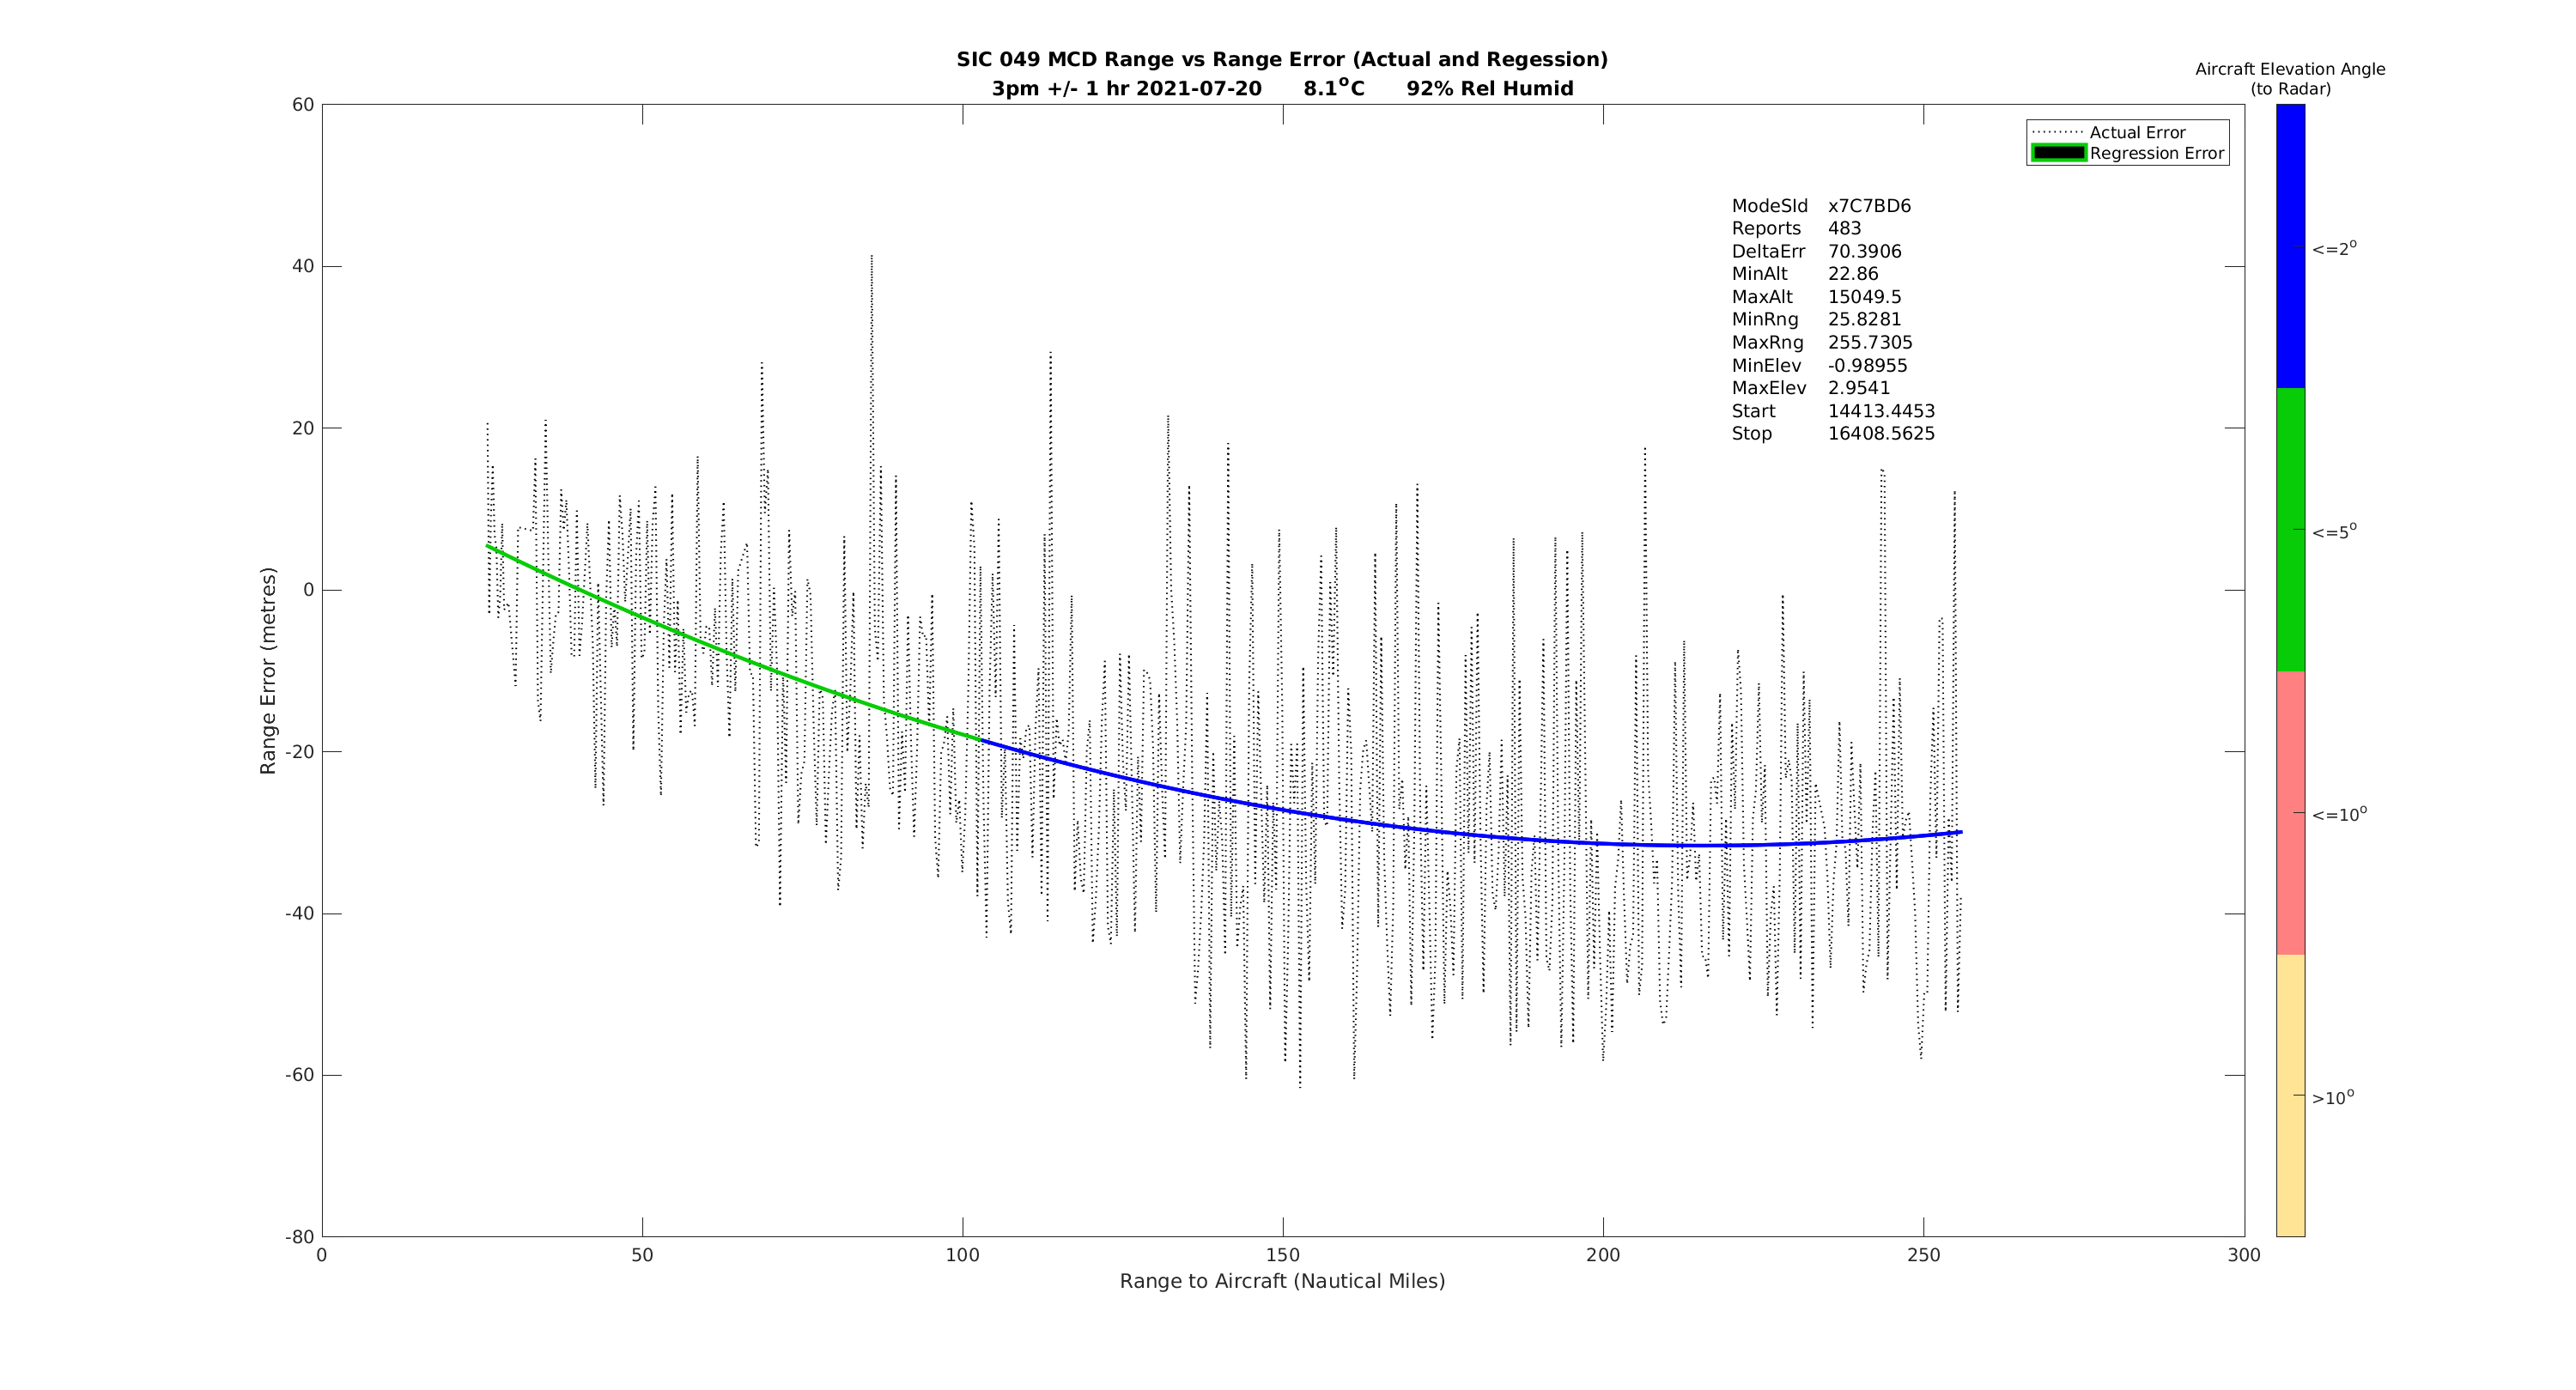 SIC 049 MCD Range vs Range Error (Actual and Regession)
3pm +/- 1 hr 2021-07-20 8.1°C 92% Rel Humid
Aircraft Elevation Angle
(to Radar)
Actual Error
Regression Error
ModeSId x7C7BD6
Reports 483
DeltaErr 70.3906
MinAlt 22.86
MaxAlt 15049.5
MinRng 25.8281
MaxRng 255.7305
MinElev -0.98955
MaxElev 2.9541
Start 14413.4453
Stop 16408.5625
60
40
20
0
-20
-40
-60
-80
Range Error (metres)
0 50 100 150 200 250 300
Range to Aircraft (Nautical Miles)
<=2°
<=5°
<=10°
>10°